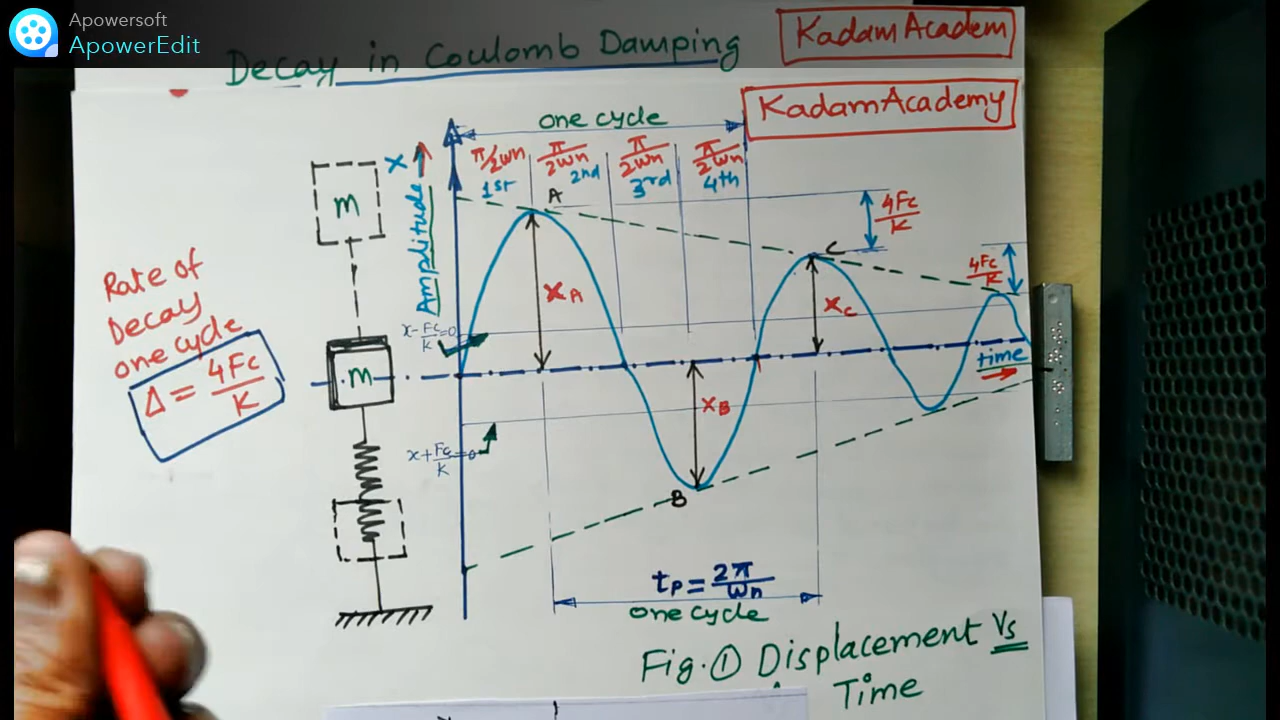 Apowersoft
ApowerEdit
Decay in Coulomb Damping
Kadam Academ
KadamAcademy
one cycle
π/2ωn
1st
π/2ωn
2nd
π/2ωn
3rd
π/2ωn
4th
m
X
Amplitude
A
C
4Fc/K
4Fc/K
Rate of
Decay
one cycle
Δ = 4Fc/K
x-Fc/K=0
XA
XC
time
m
XB
x+Fc/K=0
B
tp = 2π/ωn
one cycle
Fig. ① Displacement Vs
Time